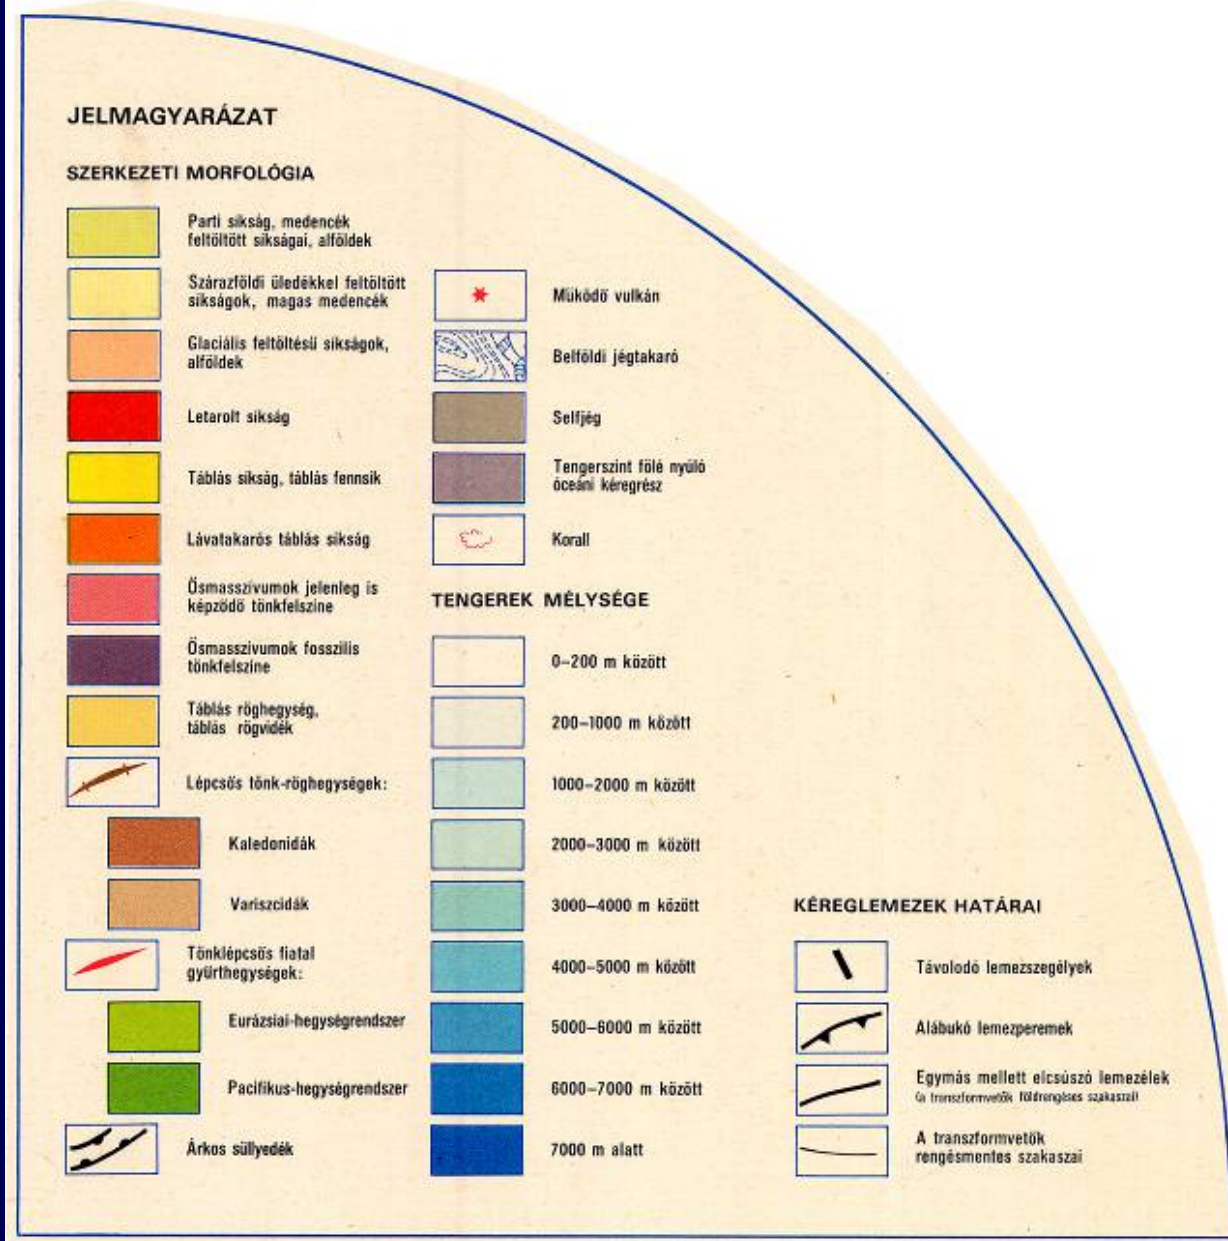 JELMAGYARÁZAT
SZERKEZETI MORFOLÓGIA
Parti síkság, medencék
feltöltött síkságai, alföldek
Szárazföldi üledékkel feltöltött
síkságok, magas medencék
Glaciális feltöltésű síkságok,
alföldek
Letarolt síkság
Táblás síkság, táblás fennsík
Lávatakarós táblás síkság
Ősmasszívumok jelenleg is
képződő tönkfelszíne
Ősmasszívumok fosszilis
tönkfelszíne
Táblás röghegység,
táblás rögvidék
Lépcsős tönk-röghegységek:
Kaledonidák
Variszcidák
Tönklépcsős fiatal
gyűrthegységek:
Eurázsiai-hegységrendszer
Pacifikus-hegységrendszer
Árkos süllyedék
Működő vulkán
Belföldi jégtakaró
Selfjég
Tengerszint fölé nyúló
óceáni kéregrész
Korall
TENGEREK MÉLYSÉGE
0–200 m között
200–1000 m között
1000–2000 m között
2000–3000 m között
3000–4000 m között
4000–5000 m között
5000–6000 m között
6000–7000 m között
7000 m alatt
KÉREGLEMEZEK HATÁRAI
Távolodó lemezszegélyek
Alábukó lemezperemek
Egymás mellett elcsúszó lemezélek
(a transzformvetők földrengéses szakaszai)
A transzformvetők
rengésmentes szakaszai